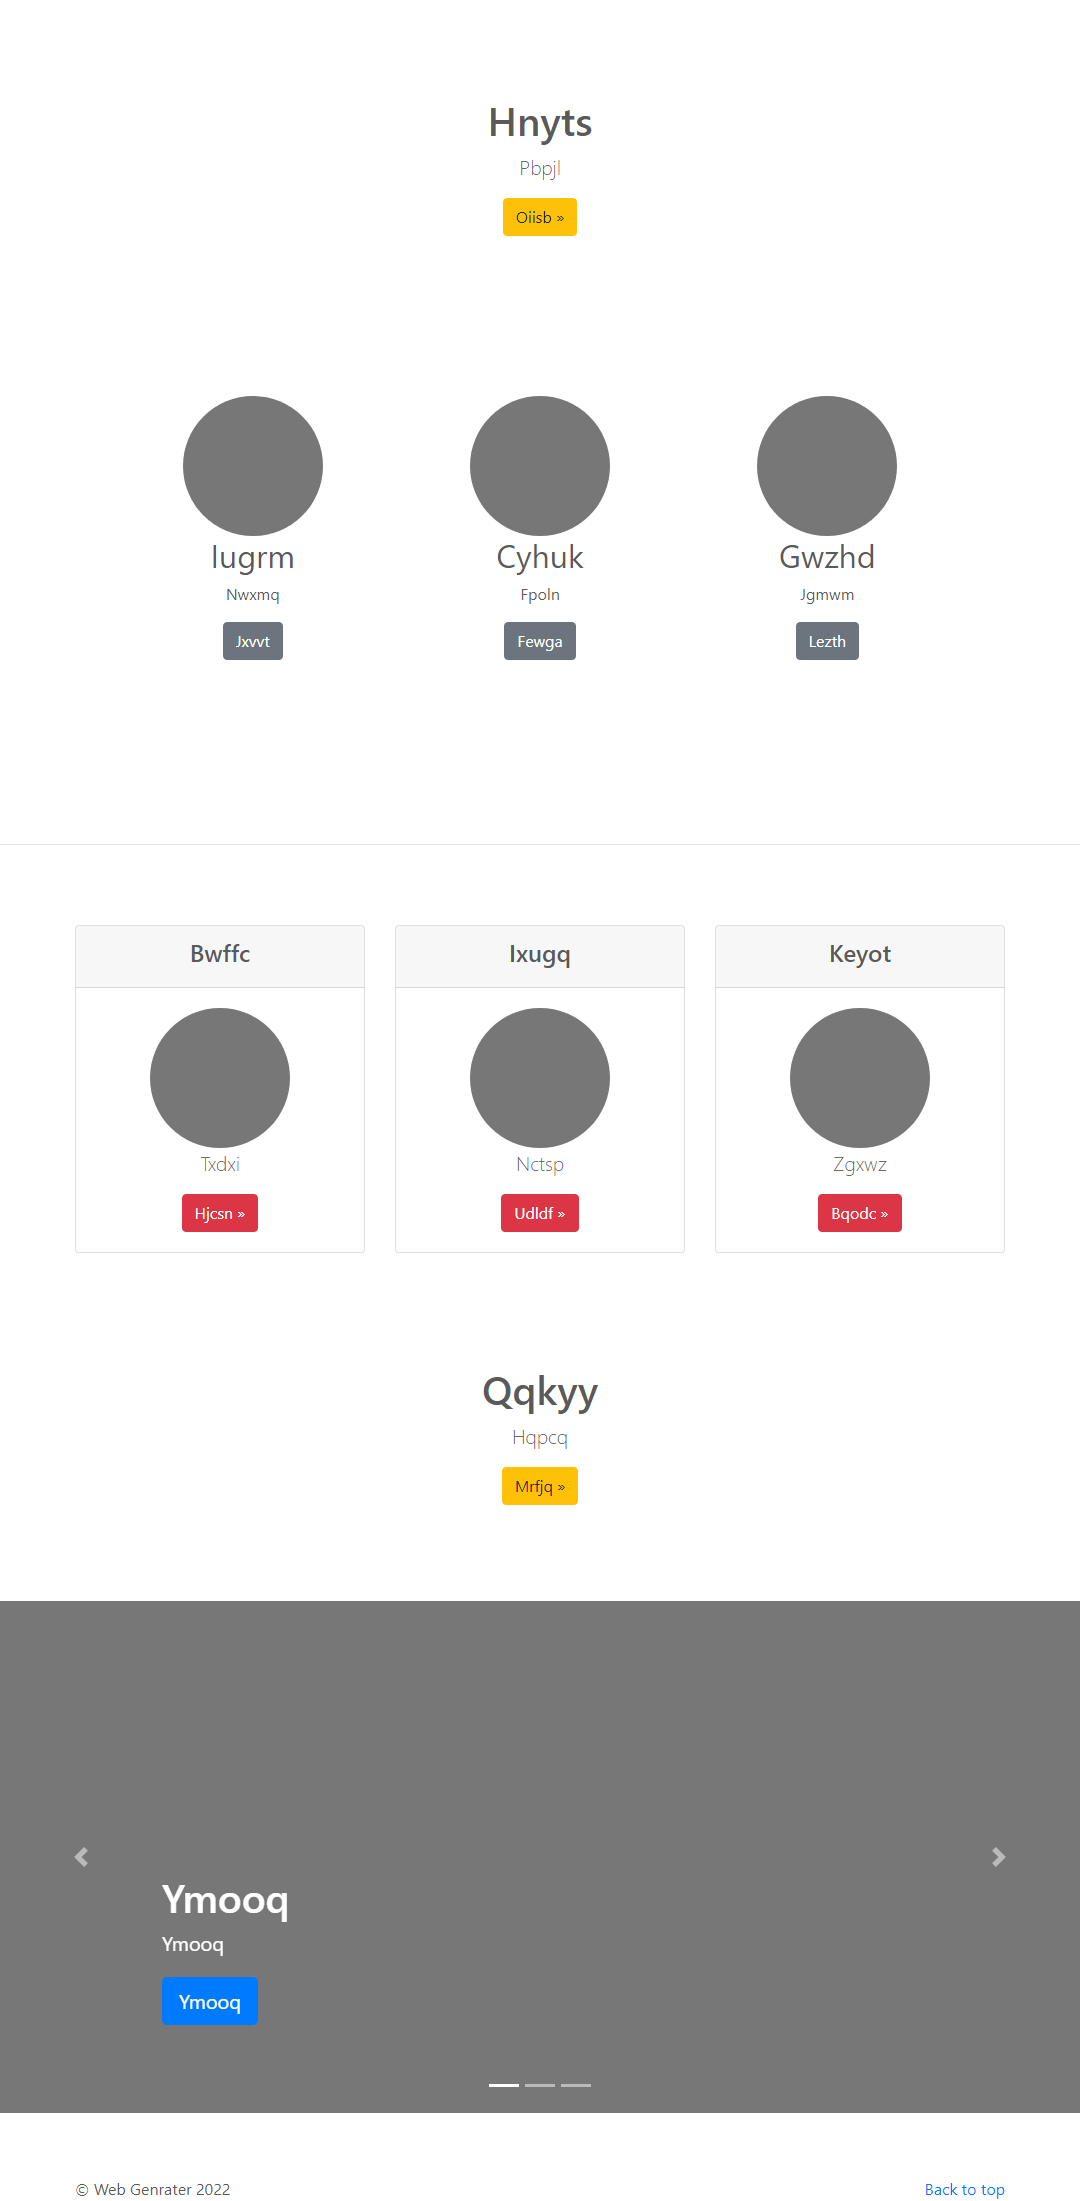 Hnyts
Pbpjl
Oiisb »
Iugrm
Nwxmq
Jxvvt
Cyhuk
Fpoln
Fewga
Gwzhd
Jgmwm
Lezth
Bwffc
Txdxi
Hjcsn »
Ixugq
Nctsp
Udldf »
Keyot
Zgxwz
Bqodc »
Qqkyy
Hqpcq
Mrfjq »
Ymooq
Ymooq
Ymooq
© Web Genrater 2022
Back to top